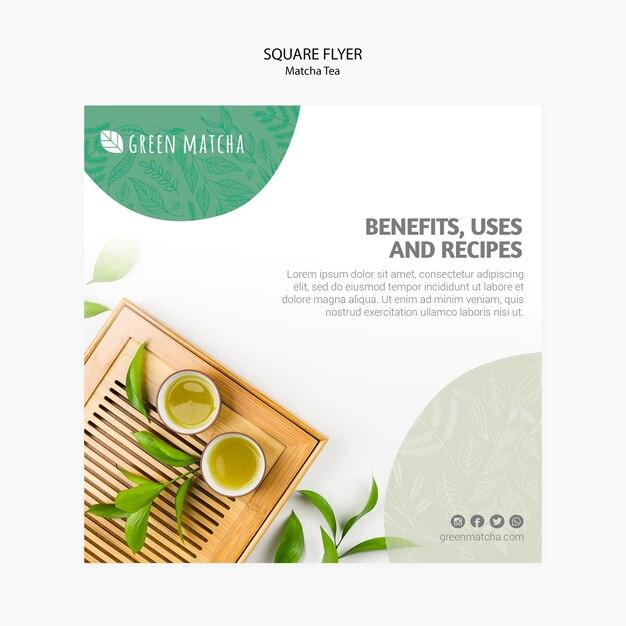 SQUARE FLYER
Matcha Tea
GREEN MATCHA
BENEFITS, USES
AND RECIPES
Lorem ipsum dolor sit amet, consectetur adipiscing
elit, sed do eiusmod tempor incididunt ut labore et
dolore magna aliqua. Ut enim ad minim veniam, quis
nostrud exercitation ullamco laboris nisi ut.
greenmatcha.com